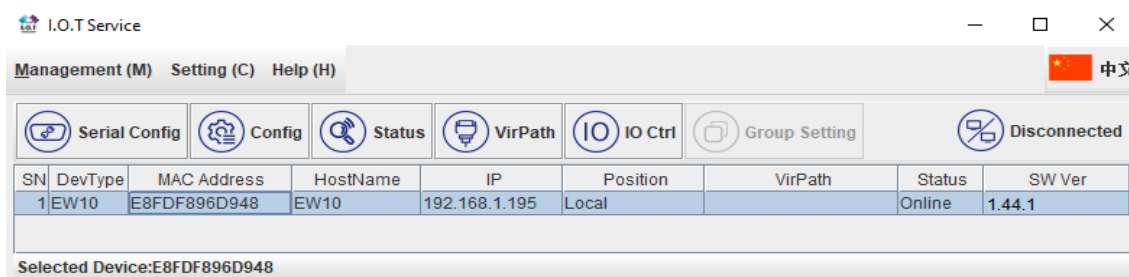 I.O.T Service
Management (M) Setting (C) Help (H) 中文
Serial Config Config Status VirPath IO IO Ctrl Group Setting Disconnected
SN DevType MAC Address HostName IP Position VirPath Status SW Ver
1 EW10 E8FDF896D948 EW10 192.168.1.195 Local Online 1.44.1
Selected Device:E8FDF896D948